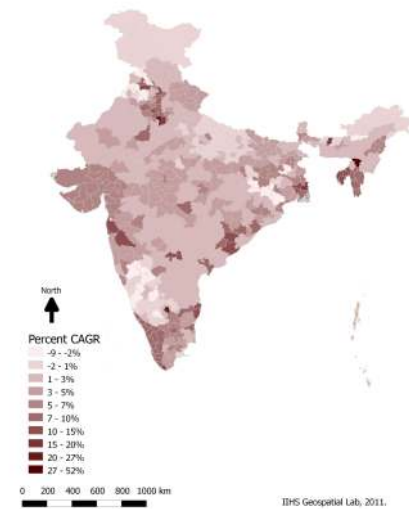 North
Percent CAGR
-9 - -2%
-2 - 1%
1 - 3%
3 - 5%
5 - 7%
7 - 10%
10 - 15%
15 - 20%
20 - 27%
27 - 52%
0 200 400 600 800 1000 km
IIHS Geospatial Lab, 2011.